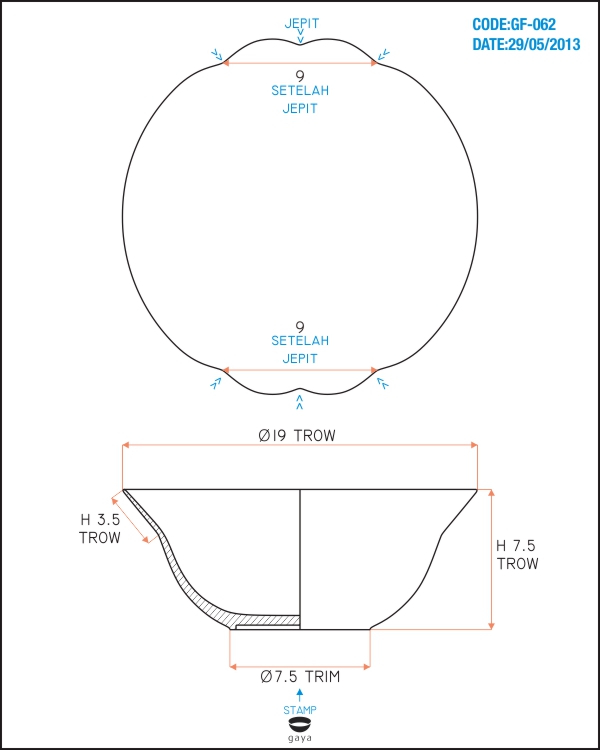 CODE:GF-062
DATE:29/05/2013
JEPIT
9
SETELAH
JEPIT
9
SETELAH
JEPIT
Ø19 TROW
H 3.5
TROW
H 7.5
TROW
Ø7.5 TRIM
STAMP
gaya